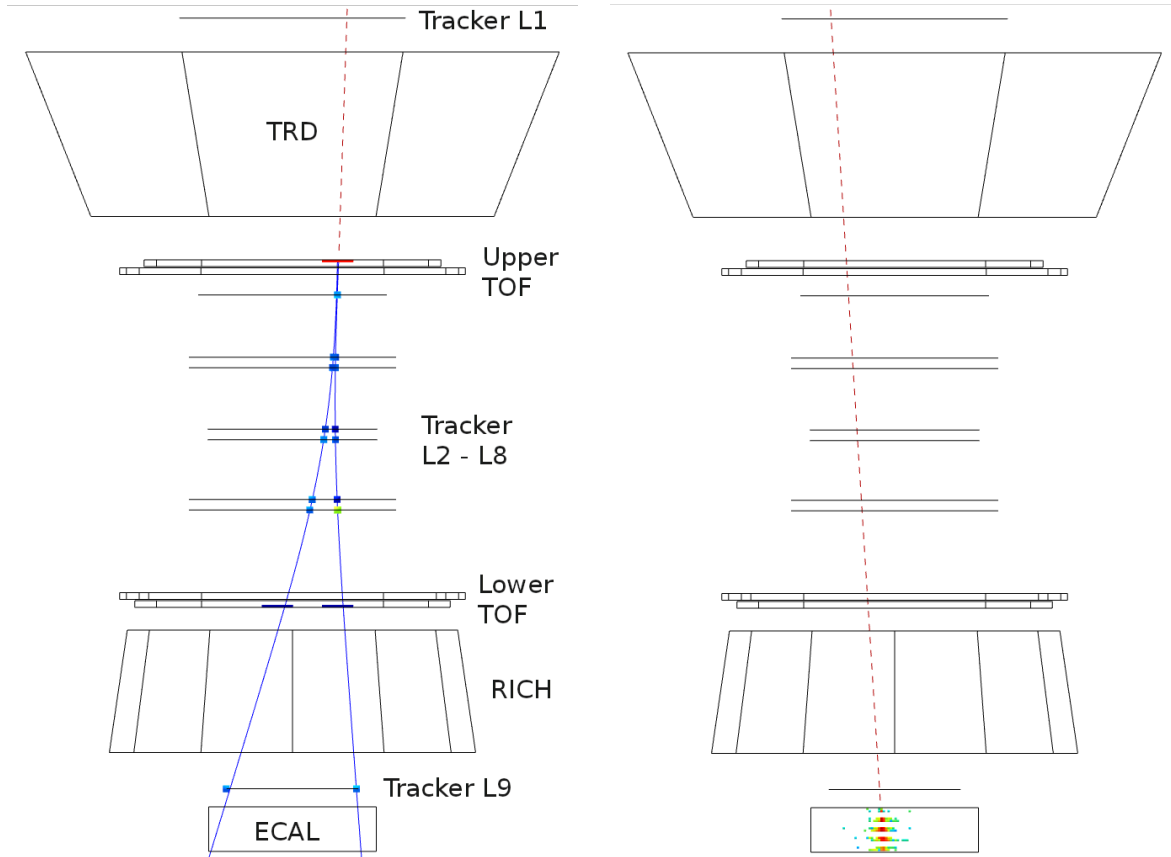 Tracker L1
TRD
Upper
TOF
Tracker
L2 - L8
Lower
TOF
RICH
Tracker L9
ECAL